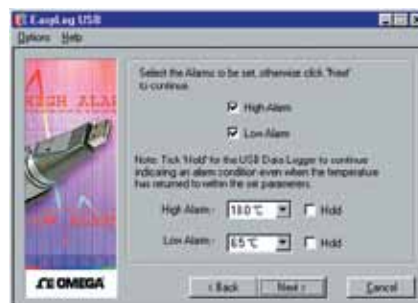 EasyLog USB
Options Help
Select the Alarms to be set, otherwise click "Next"
to continue.
High Alarm
Low Alarm
Note: Tick 'Hold' for the USB Data Logger to continue
indicating an alarm condition even when the temperature
has returned to within the set parameters.
High Alarm:
Hold
Low Alarm:
Hold
HIGH ALAR
OMEGA
< Back Next > Cancel